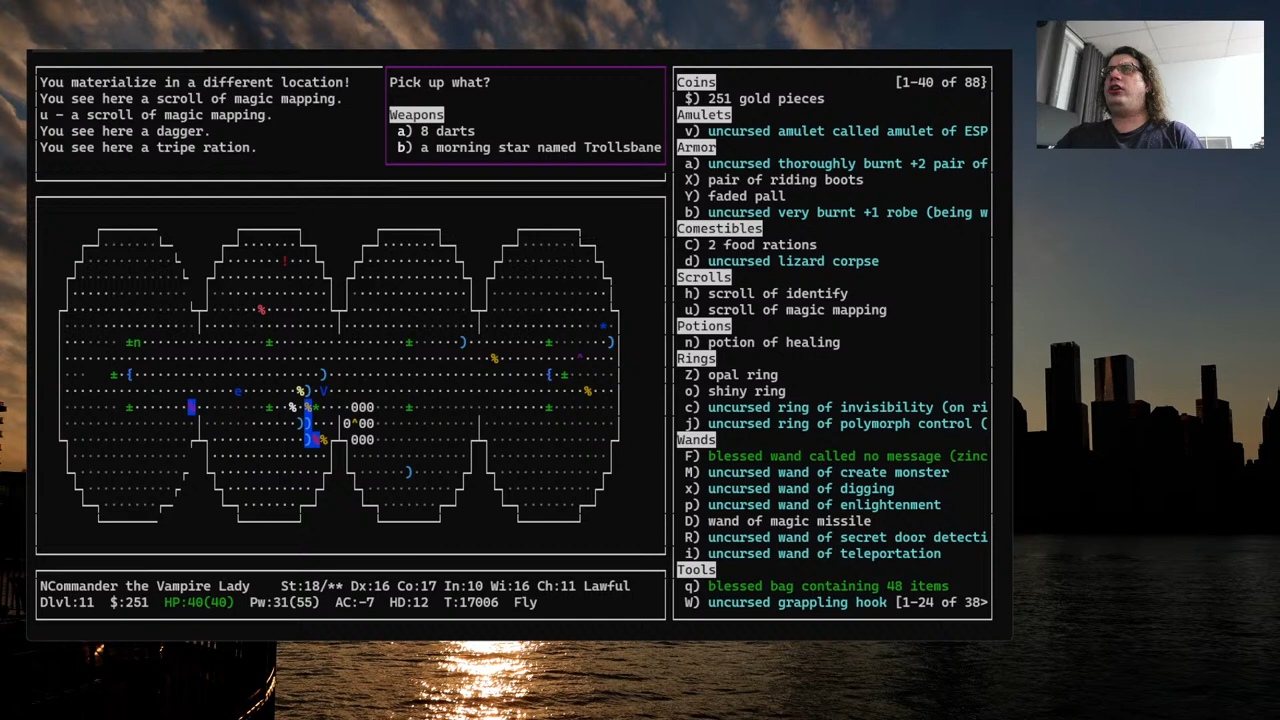 You materialize in a different location!
You see here a scroll of magic mapping.
u - a scroll of magic mapping.
You see here a dagger.
You see here a tripe ration.
Pick up what?
Weapons
a) 8 darts
b) a morning star named Trollsbane
Coins [1-40 of 88}
$) 251 gold pieces
Amulets
v) uncursed amulet called amulet of ESP
Armor
a) uncursed thoroughly burnt +2 pair of
X) pair of riding boots
Y) faded pall
b) uncursed very burnt +1 robe (being w
Comestibles
C) 2 food rations
d) uncursed lizard corpse
Scrolls
h) scroll of identify
u) scroll of magic mapping
Potions
n) potion of healing
Rings
Z) opal ring
o) shiny ring
c) uncursed ring of invisibility (on ri
j) uncursed ring of polymorph control (
Wands
F) blessed wand called no message (zinc
M) uncursed wand of create monster
x) uncursed wand of digging
p) uncursed wand of enlightenment
D) wand of magic missile
R) uncursed wand of secret door detecti
i) uncursed wand of teleportation
Tools
q) blessed bag containing 48 items
W) uncursed grappling hook [1-24 of 38>
NCommander the Vampire Lady St:18/** Dx:16 Co:17 In:10 Wi:16 Ch:11 Lawful
Dlvl:11 $:251 HP:40(40) Pw:31(55) AC:-7 HD:12 T:17006 Fly